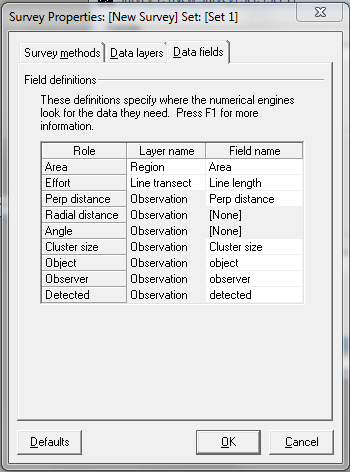 Survey Properties: [New Survey] Set: [Set 1]
Survey methods Data layers Data fields
Field definitions
These definitions specify where the numerical engines
look for the data they need. Press F1 for more
information.
Role Layer name Field name
Area Region Area
Effort Line transect Line length
Perp distance Observation Perp distance
Radial distance Observation [None]
Angle Observation [None]
Cluster size Observation Cluster size
Object Observation object
Observer Observation observer
Detected Observation detected
Defaults OK Cancel